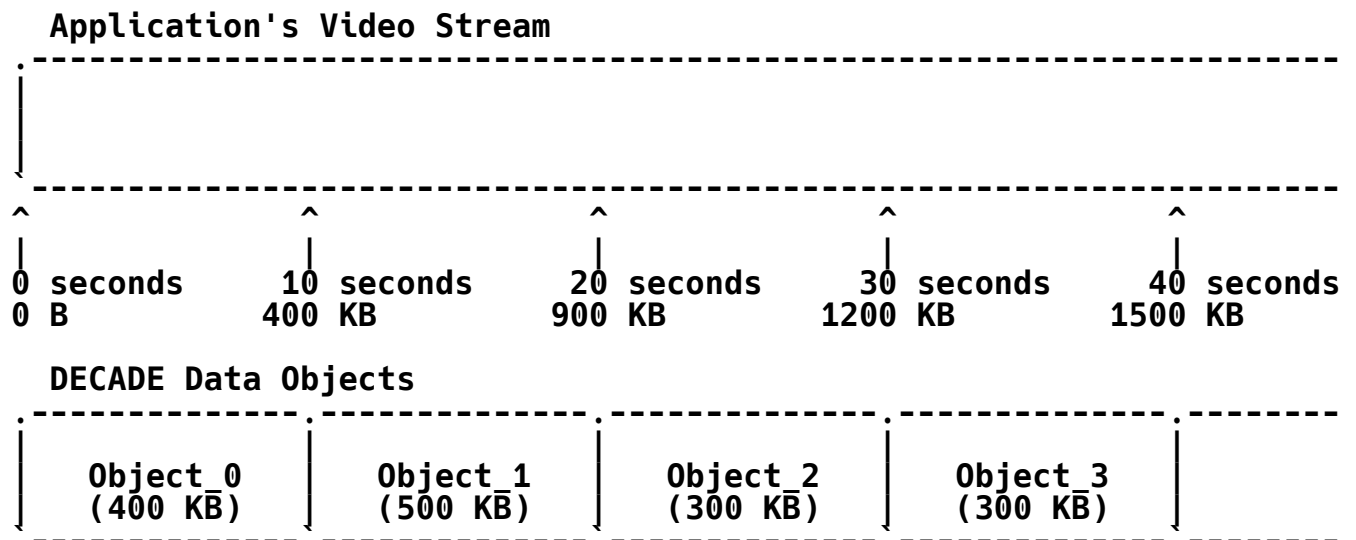 Application's Video Stream
0 seconds 10 seconds 20 seconds 30 seconds 40 seconds
0 B 400 KB 900 KB 1200 KB 1500 KB
DECADE Data Objects
Object_0 Object_1 Object_2 Object_3
(400 KB) (500 KB) (300 KB) (300 KB)